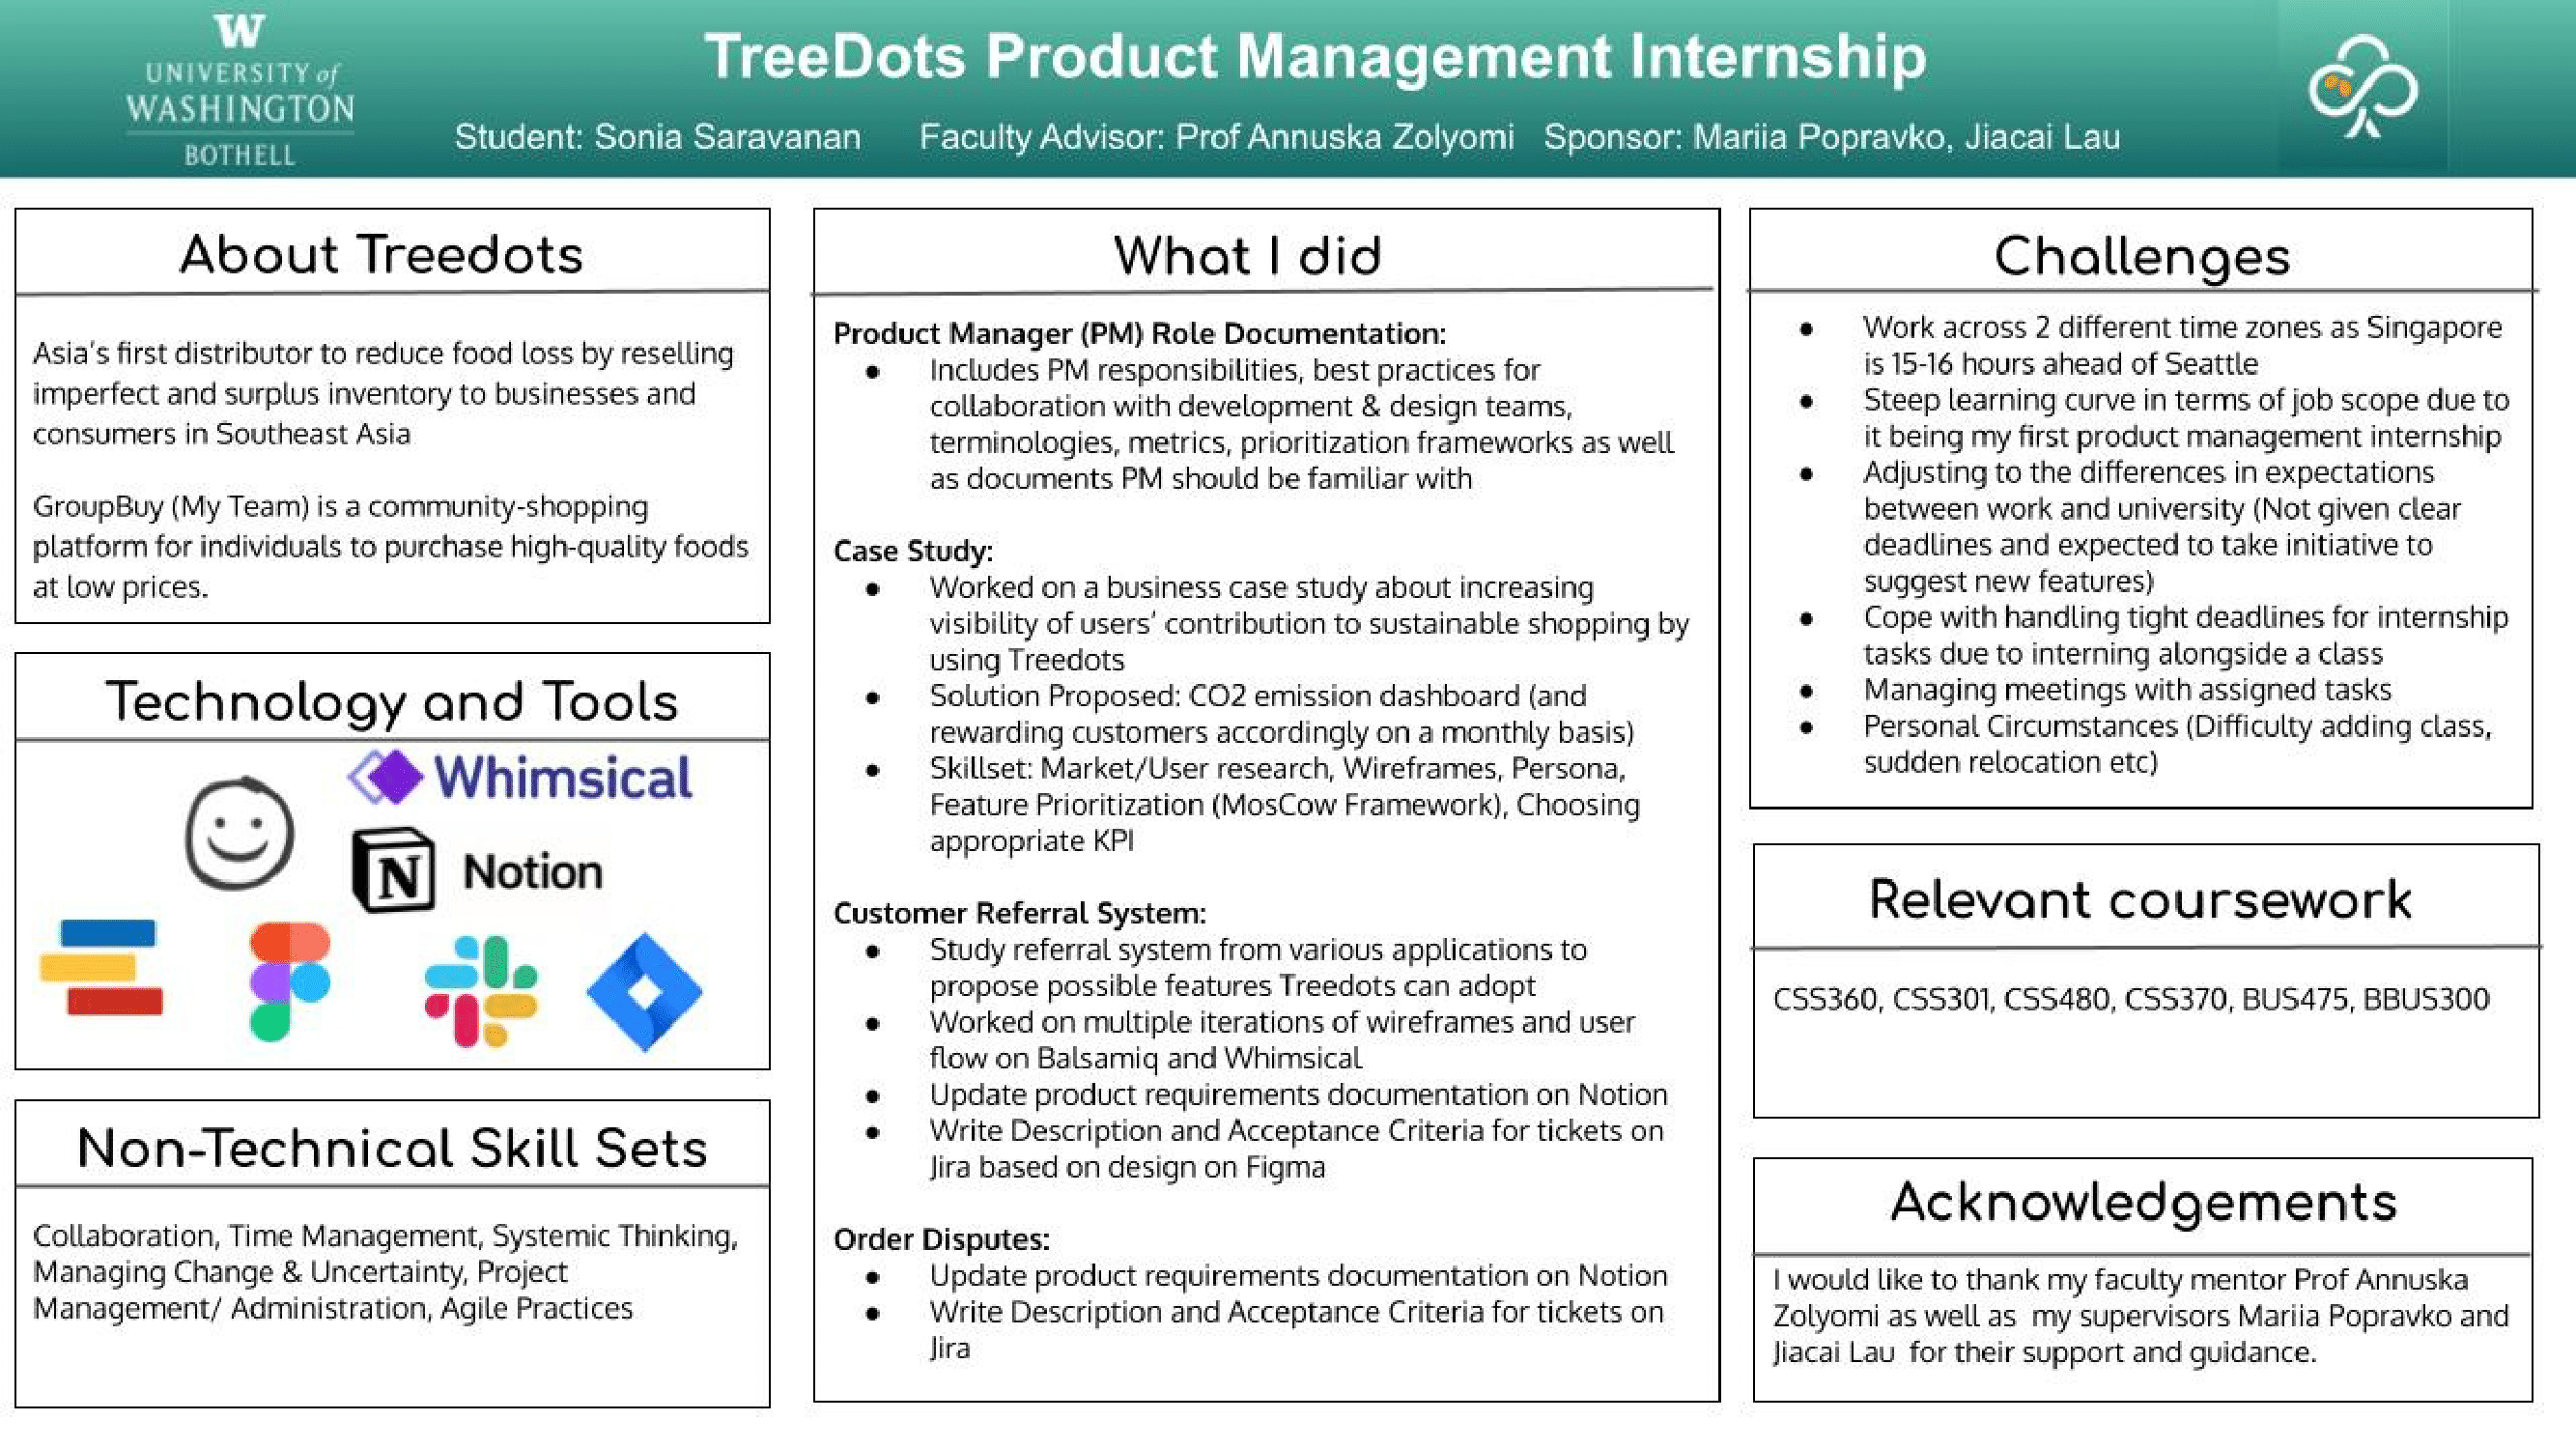 W
UNIVERSITY of
WASHINGTON
BOTHELL
TreeDots Product Management Internship
Student: Sonia Saravanan Faculty Advisor: Prof Annuska Zolyomi Sponsor: Mariia Popravko, Jiacai Lau
About Treedots
Asia's first distributor to reduce food loss by reselling
imperfect and surplus inventory to businesses and
consumers in Southeast Asia
GroupBuy (My Team) is a community-shopping
platform for individuals to purchase high-quality foods
at low prices.
Technology and Tools
Whimsical
N Notion
Non-Technical Skill Sets
Collaboration, Time Management, Systemic Thinking,
Managing Change & Uncertainty, Project
Management/ Administration, Agile Practices
What I did
Product Manager (PM) Role Documentation:
● Includes PM responsibilities, best practices for
collaboration with development & design teams,
terminologies, metrics, prioritization frameworks as well
as documents PM should be familiar with
Case Study:
● Worked on a business case study about increasing
visibility of users' contribution to sustainable shopping by
using Treedots
● Solution Proposed: CO2 emission dashboard (and
rewarding customers accordingly on a monthly basis)
● Skillset: Market/User research, Wireframes, Persona,
Feature Prioritization (MosCow Framework), Choosing
appropriate KPI
Customer Referral System:
● Study referral system from various applications to
propose possible features Treedots can adopt
● Worked on multiple iterations of wireframes and user
flow on Balsamiq and Whimsical
● Update product requirements documentation on Notion
● Write Description and Acceptance Criteria for tickets on
Jira based on design on Figma
Order Disputes:
● Update product requirements documentation on Notion
● Write Description and Acceptance Criteria for tickets on
Jira
Challenges
● Work across 2 different time zones as Singapore
is 15-16 hours ahead of Seattle
● Steep learning curve in terms of job scope due to
it being my first product management internship
● Adjusting to the differences in expectations
between work and university (Not given clear
deadlines and expected to take initiative to
suggest new features)
● Cope with handling tight deadlines for internship
tasks due to interning alongside a class
● Managing meetings with assigned tasks
● Personal Circumstances (Difficulty adding class,
sudden relocation etc)
Relevant coursework
CSS360, CSS301, CSS480, CSS370, BUS475, BBUS300
Acknowledgements
I would like to thank my faculty mentor Prof Annuska
Zolyomi as well as my supervisors Mariia Popravko and
Jiacai Lau for their support and guidance.